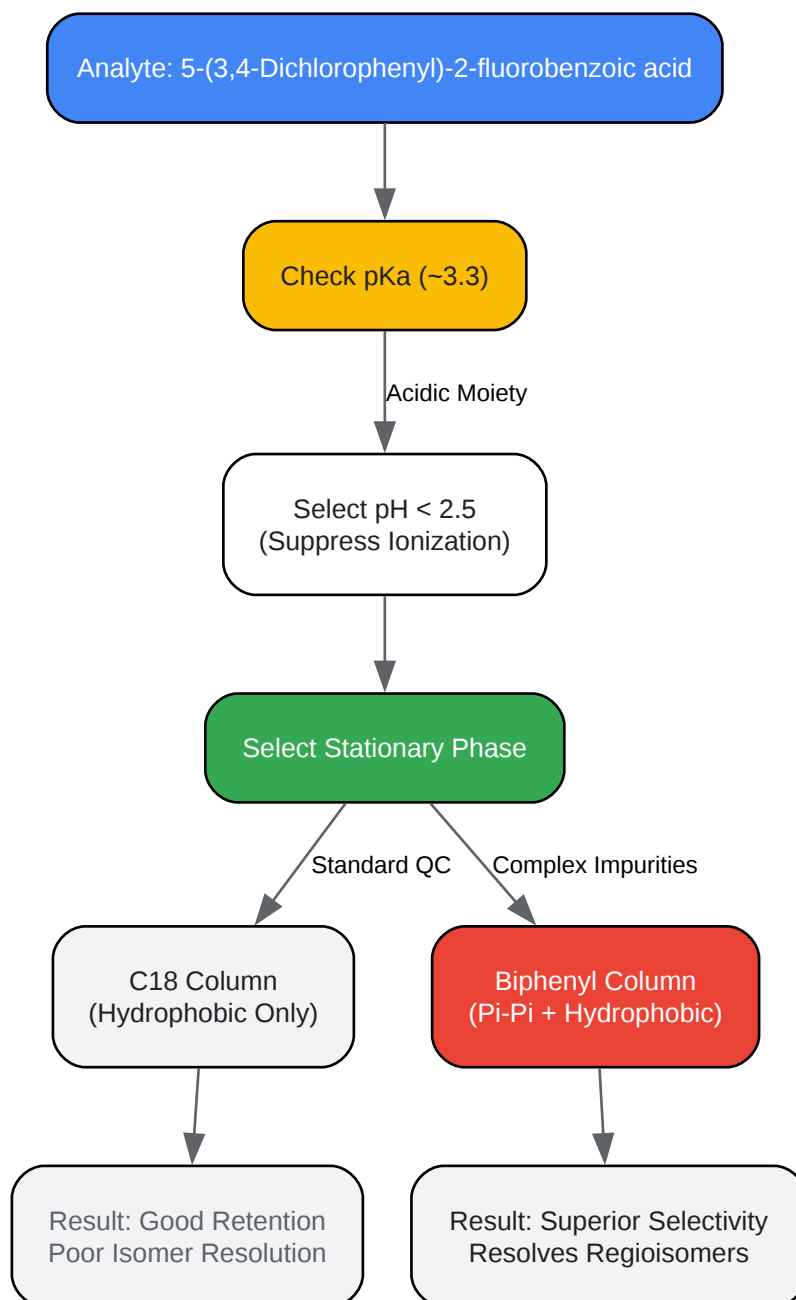 Analyte: 5-(3,4-Dichlorophenyl)-2-fluorobenzoic acid
Check pKa (~3.3)
Acidic Moiety
Select pH < 2.5
(Suppress Ionization)
Select Stationary Phase
Standard QC
Complex Impurities
C18 Column
(Hydrophobic Only)
Biphenyl Column
(Pi-Pi + Hydrophobic)
Result: Good Retention
Poor Isomer Resolution
Result: Superior Selectivity
Resolves Regioisomers